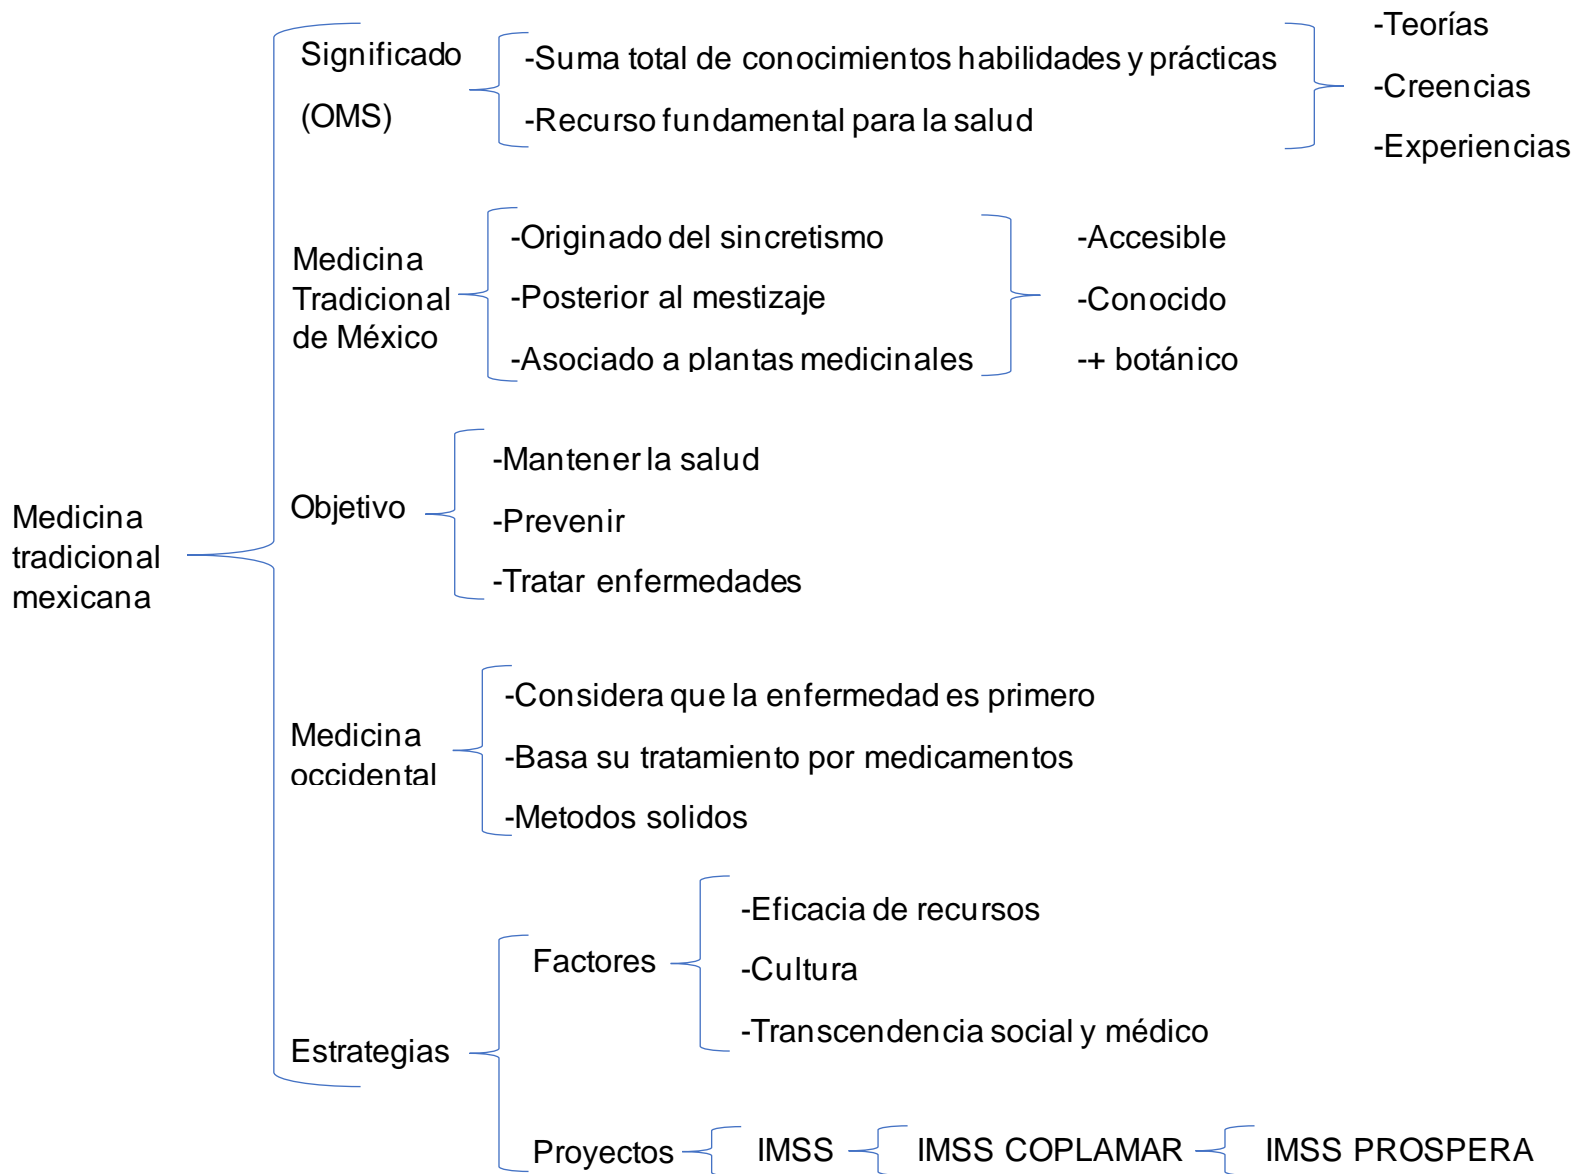 Medicina
tradicional
mexicana
Significado
(OMS)
-Suma total de conocimientos habilidades y prácticas
-Recurso fundamental para la salud
-Teorías
-Creencias
-Experiencias
Medicina
Tradicional
de México
-Originado del sincretismo
-Posterior al mestizaje
-Asociado a plantas medicinales
-Accesible
-Conocido
-+ botánico
Objetivo
-Mantener la salud
-Prevenir
-Tratar enfermedades
Medicina
occidental
-Considera que la enfermedad es primero
-Basa su tratamiento por medicamentos
-Metodos solidos
Estrategias
Factores
-Eficacia de recursos
-Cultura
-Transcendencia social y médico
Proyectos
IMSS
IMSS COPLAMAR
IMSS PROSPERA